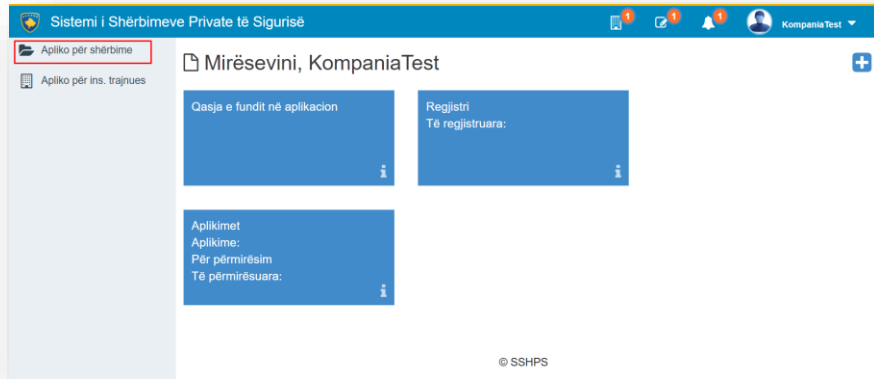 Sistemi i Shërbimeve Private të Sigurisë
1
1
1
KompaniaTest
Apliko për shërbime
Apliko për ins. trajnues
Mirësevini, KompaniaTest
Qasja e fundit në aplikacion
Regjistri
Të regjistruara:
Aplikimet
Aplikime:
Për përmirësim
Të përmirësuara:
© SSHPS